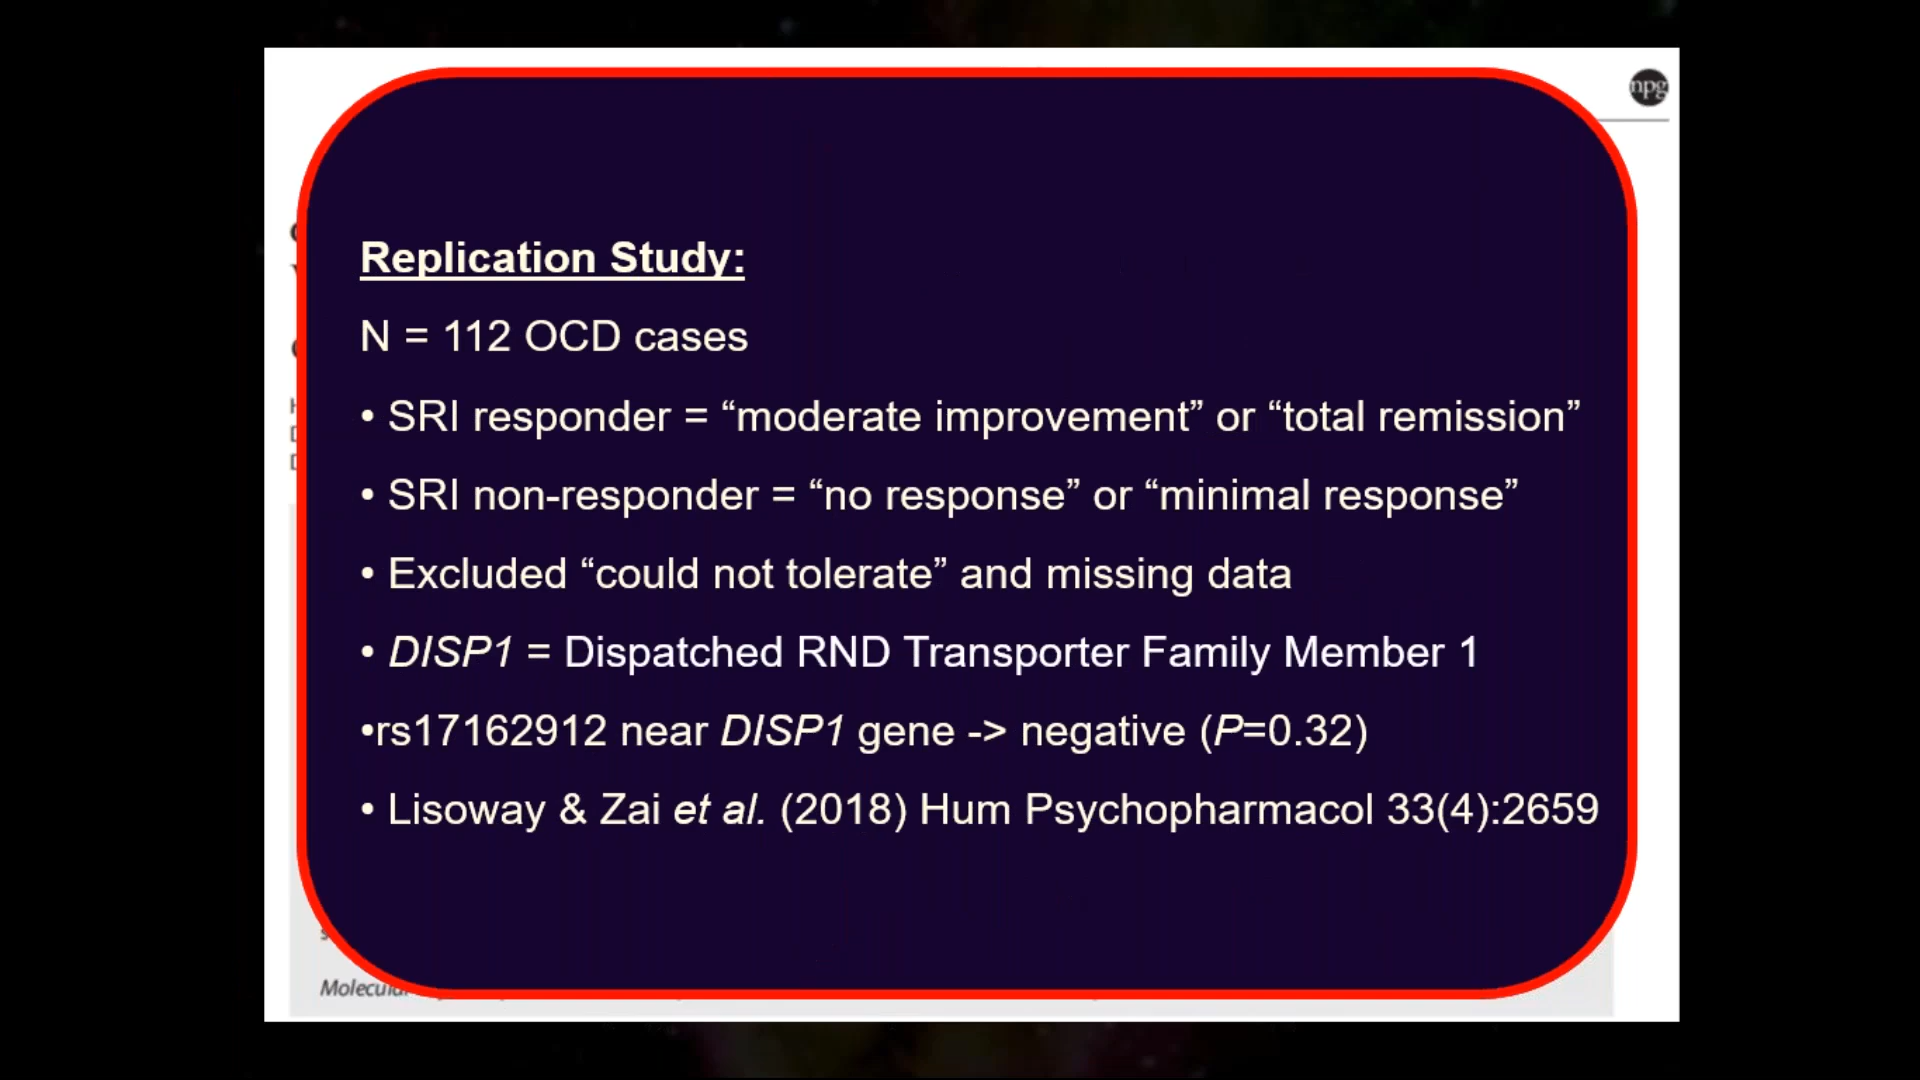 npg
Replication Study:
N = 112 OCD cases
• SRI responder = “moderate improvement” or “total remission”
• SRI non-responder = “no response” or “minimal response”
• Excluded “could not tolerate” and missing data
• DISP1 = Dispatched RND Transporter Family Member 1
•rs17162912 near DISP1 gene -> negative (P=0.32)
• Lisoway & Zai et al. (2018) Hum Psychopharmacol 33(4):2659